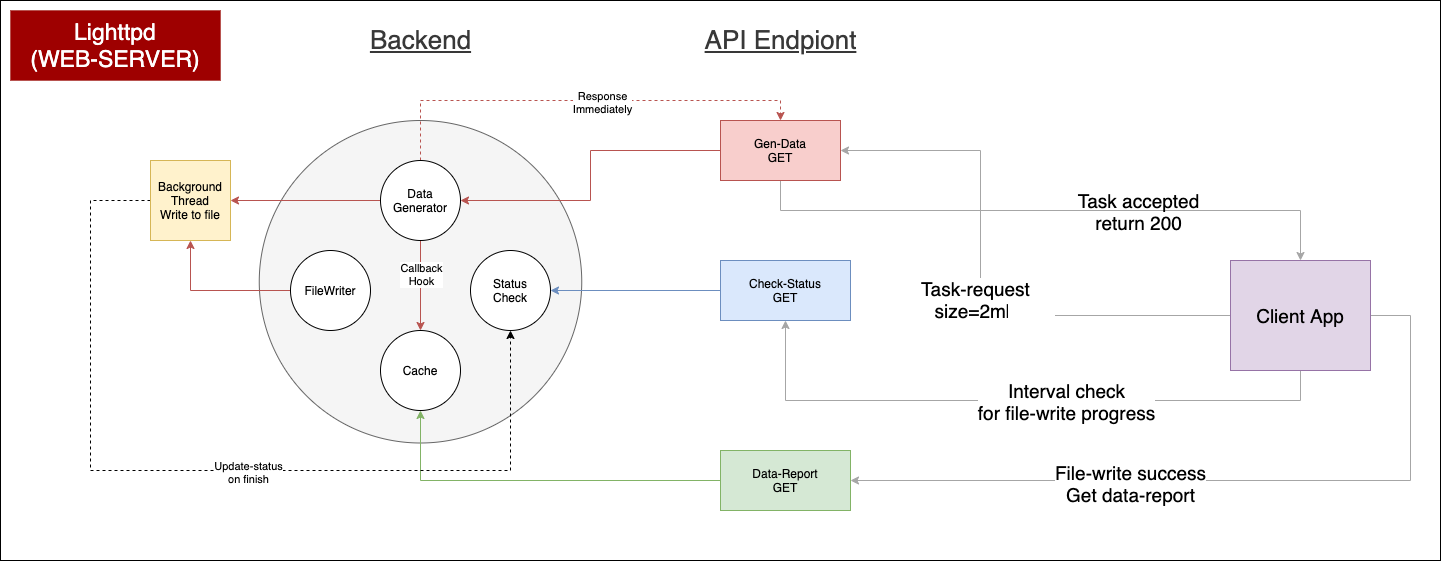 Lighttpd
(WEB-SERVER)
Backend
API Endpiont
Response
Immediately
Gen-Data
GET
Data
Generator
Background
Thread
Write to file
Task accepted
return 200
Callback
Hook
FileWriter
Status
Check
Check-Status
GET
Task-request
size=2ml
Client App
Cache
Interval check
for file-write progress
Update-status
on finish
Data-Report
GET
File-write success
Get data-report